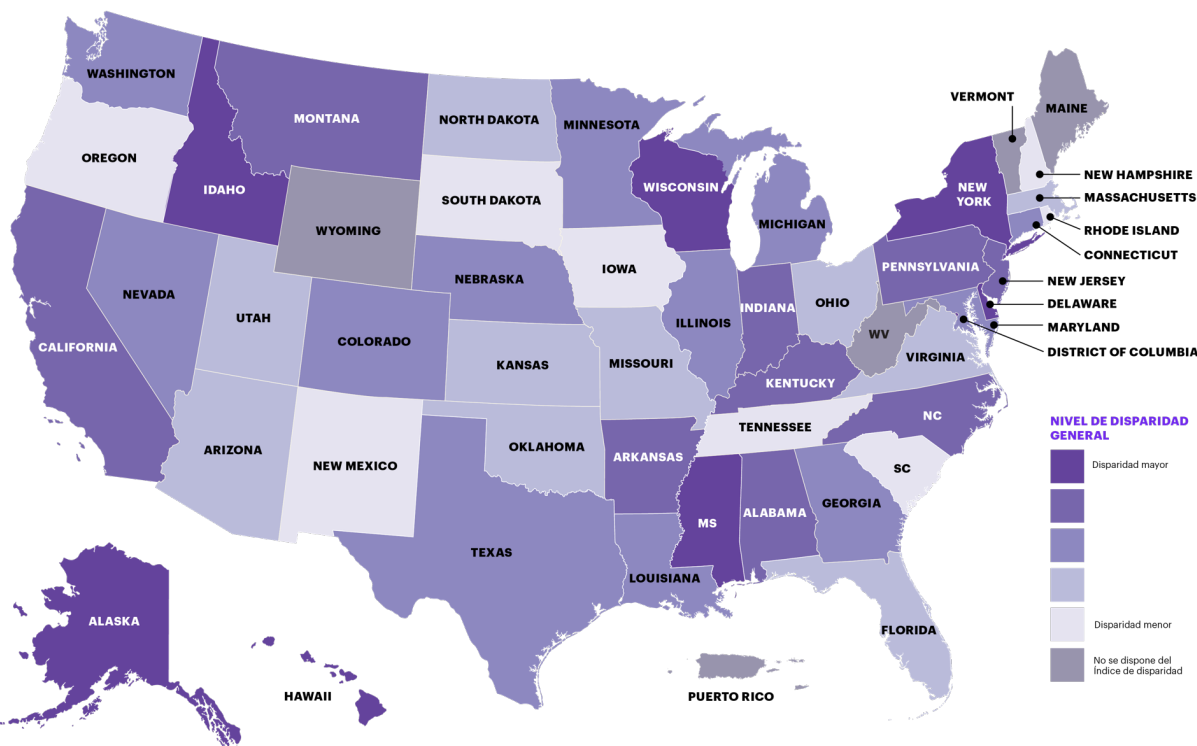 WASHINGTON
MONTANA
NORTH DAKOTA
MINNESOTA
VERMONT
MAINE
OREGON
IDAHO
WISCONSIN
NEW
YORK
NEW HAMPSHIRE
MASSACHUSETTS
RHODE ISLAND
CONNECTICUT
SOUTH DAKOTA
WYOMING
MICHIGAN
IOWA
PENNSYLVANIA
NEW JERSEY
DELAWARE
MARYLAND
DISTRICT OF COLUMBIA
NEBRASKA
NEVADA
UTAH
COLORADO
ILLINOIS
INDIANA
OHIO
WV
VIRGINIA
CALIFORNIA
KANSAS
MISSOURI
KENTUCKY
NC
TENNESSEE
ARIZONA
NEW MEXICO
OKLAHOMA
ARKANSAS
SC
MS
ALABAMA
GEORGIA
TEXAS
LOUISIANA
FLORIDA
ALASKA
HAWAII
PUERTO RICO
NIVEL DE DISPARIDAD
GENERAL
Disparidad mayor
Disparidad menor
No se dispone del
Índice de disparidad